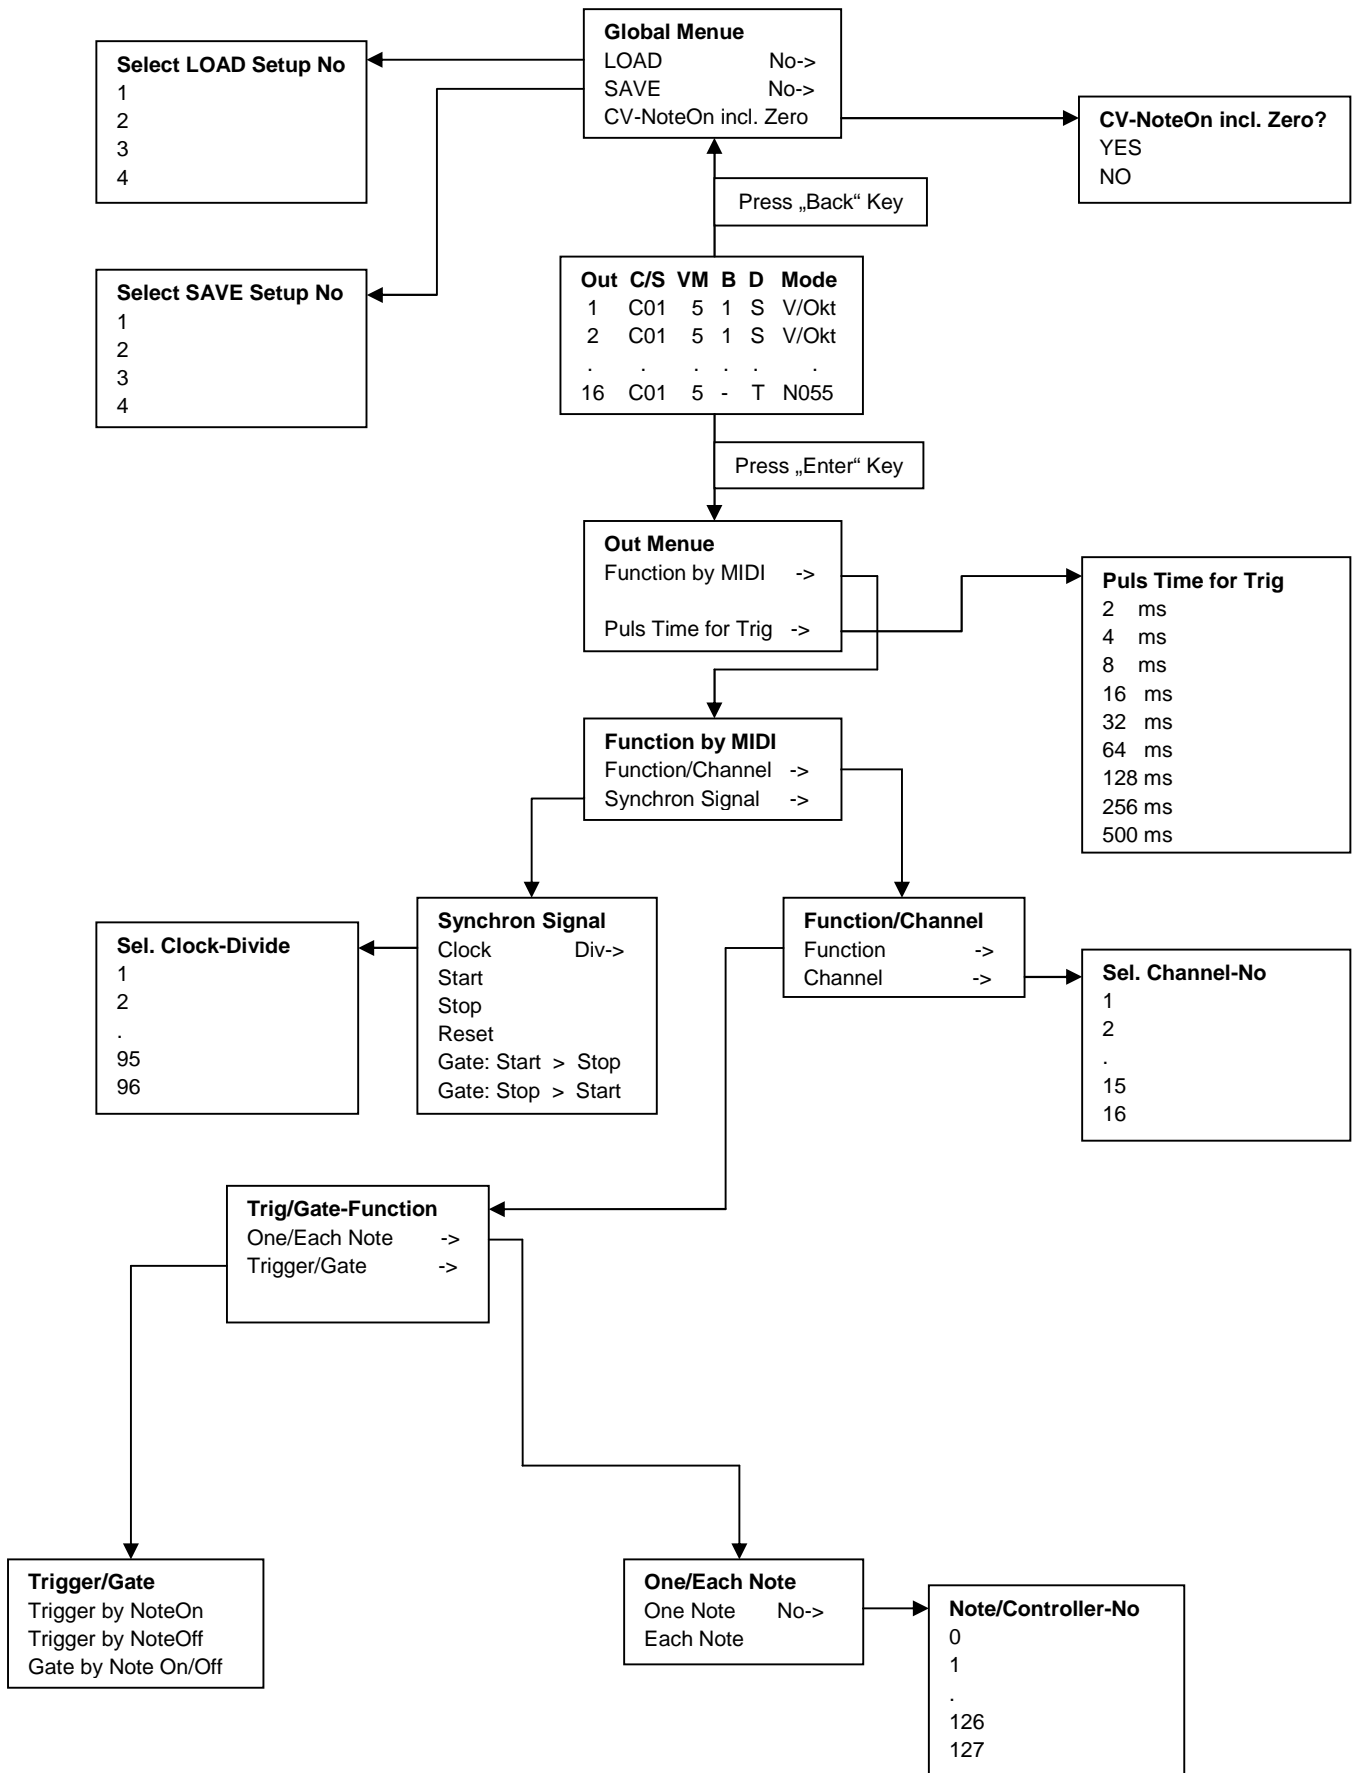 Global Menue
LOAD No->
SAVE No->
CV-NoteOn incl. Zero
Select LOAD Setup No
1
2
3
4
CV-NoteOn incl. Zero?
YES
NO
Press „Back“ Key
Select SAVE Setup No
1
2
3
4
Out C/S VM B D Mode
1 C01 5 1 S V/Okt
2 C01 5 1 S V/Okt
. . . . . .
16 C01 5 - T N055
Press „Enter“ Key
Out Menue
Function by MIDI ->
Puls Time for Trig ->
Puls Time for Trig
2 ms
4 ms
8 ms
16 ms
32 ms
64 ms
128 ms
256 ms
500 ms
Function by MIDI
Function/Channel ->
Synchron Signal ->
Sel. Clock-Divide
1
2
.
95
96
Synchron Signal
Clock Div->
Start
Stop
Reset
Gate: Start > Stop
Gate: Stop > Start
Function/Channel
Function ->
Channel ->
Sel. Channel-No
1
2
.
15
16
Trig/Gate-Function
One/Each Note ->
Trigger/Gate ->
Trigger/Gate
Trigger by NoteOn
Trigger by NoteOff
Gate by Note On/Off
One/Each Note
One Note No->
Each Note
Note/Controller-No
0
1
.
126
127